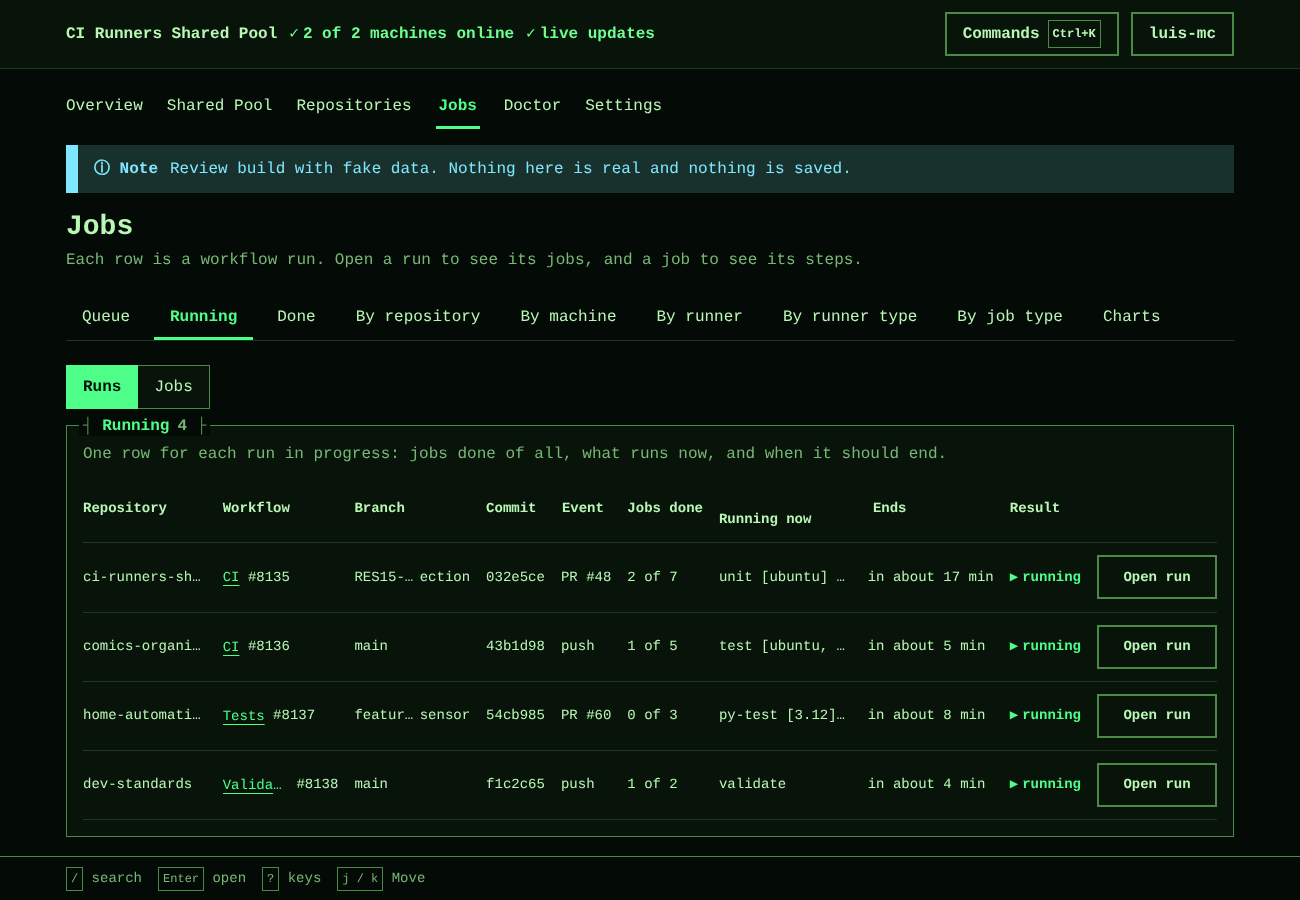 CI Runners Shared Pool ✓ 2 of 2 machines online ✓ live updates Commands Ctrl+K luis-mc
Overview Shared Pool Repositories Jobs Doctor Settings
ⓘ Note Review build with fake data. Nothing here is real and nothing is saved.
Jobs
Each row is a workflow run. Open a run to see its jobs, and a job to see its steps.
Queue Running Done By repository By machine By runner By runner type By job type Charts
Runs Jobs
┤ Running 4 ├
One row for each run in progress: jobs done of all, what runs now, and when it should end.
Repository Workflow Branch Commit Event Jobs done Running now Ends Result
ci-runners-sh… CI #8135 RES15-… ection 032e5ce PR #48 2 of 7 unit [ubuntu] … in about 17 min ▶ running Open run
comics-organi… CI #8136 main 43b1d98 push 1 of 5 test [ubuntu, … in about 5 min ▶ running Open run
home-automati… Tests #8137 featur… sensor 54cb985 PR #60 0 of 3 py-test [3.12]… in about 8 min ▶ running Open run
dev-standards Valida… #8138 main f1c2c65 push 1 of 2 validate in about 4 min ▶ running Open run
/ search Enter open ? keys j / k Move